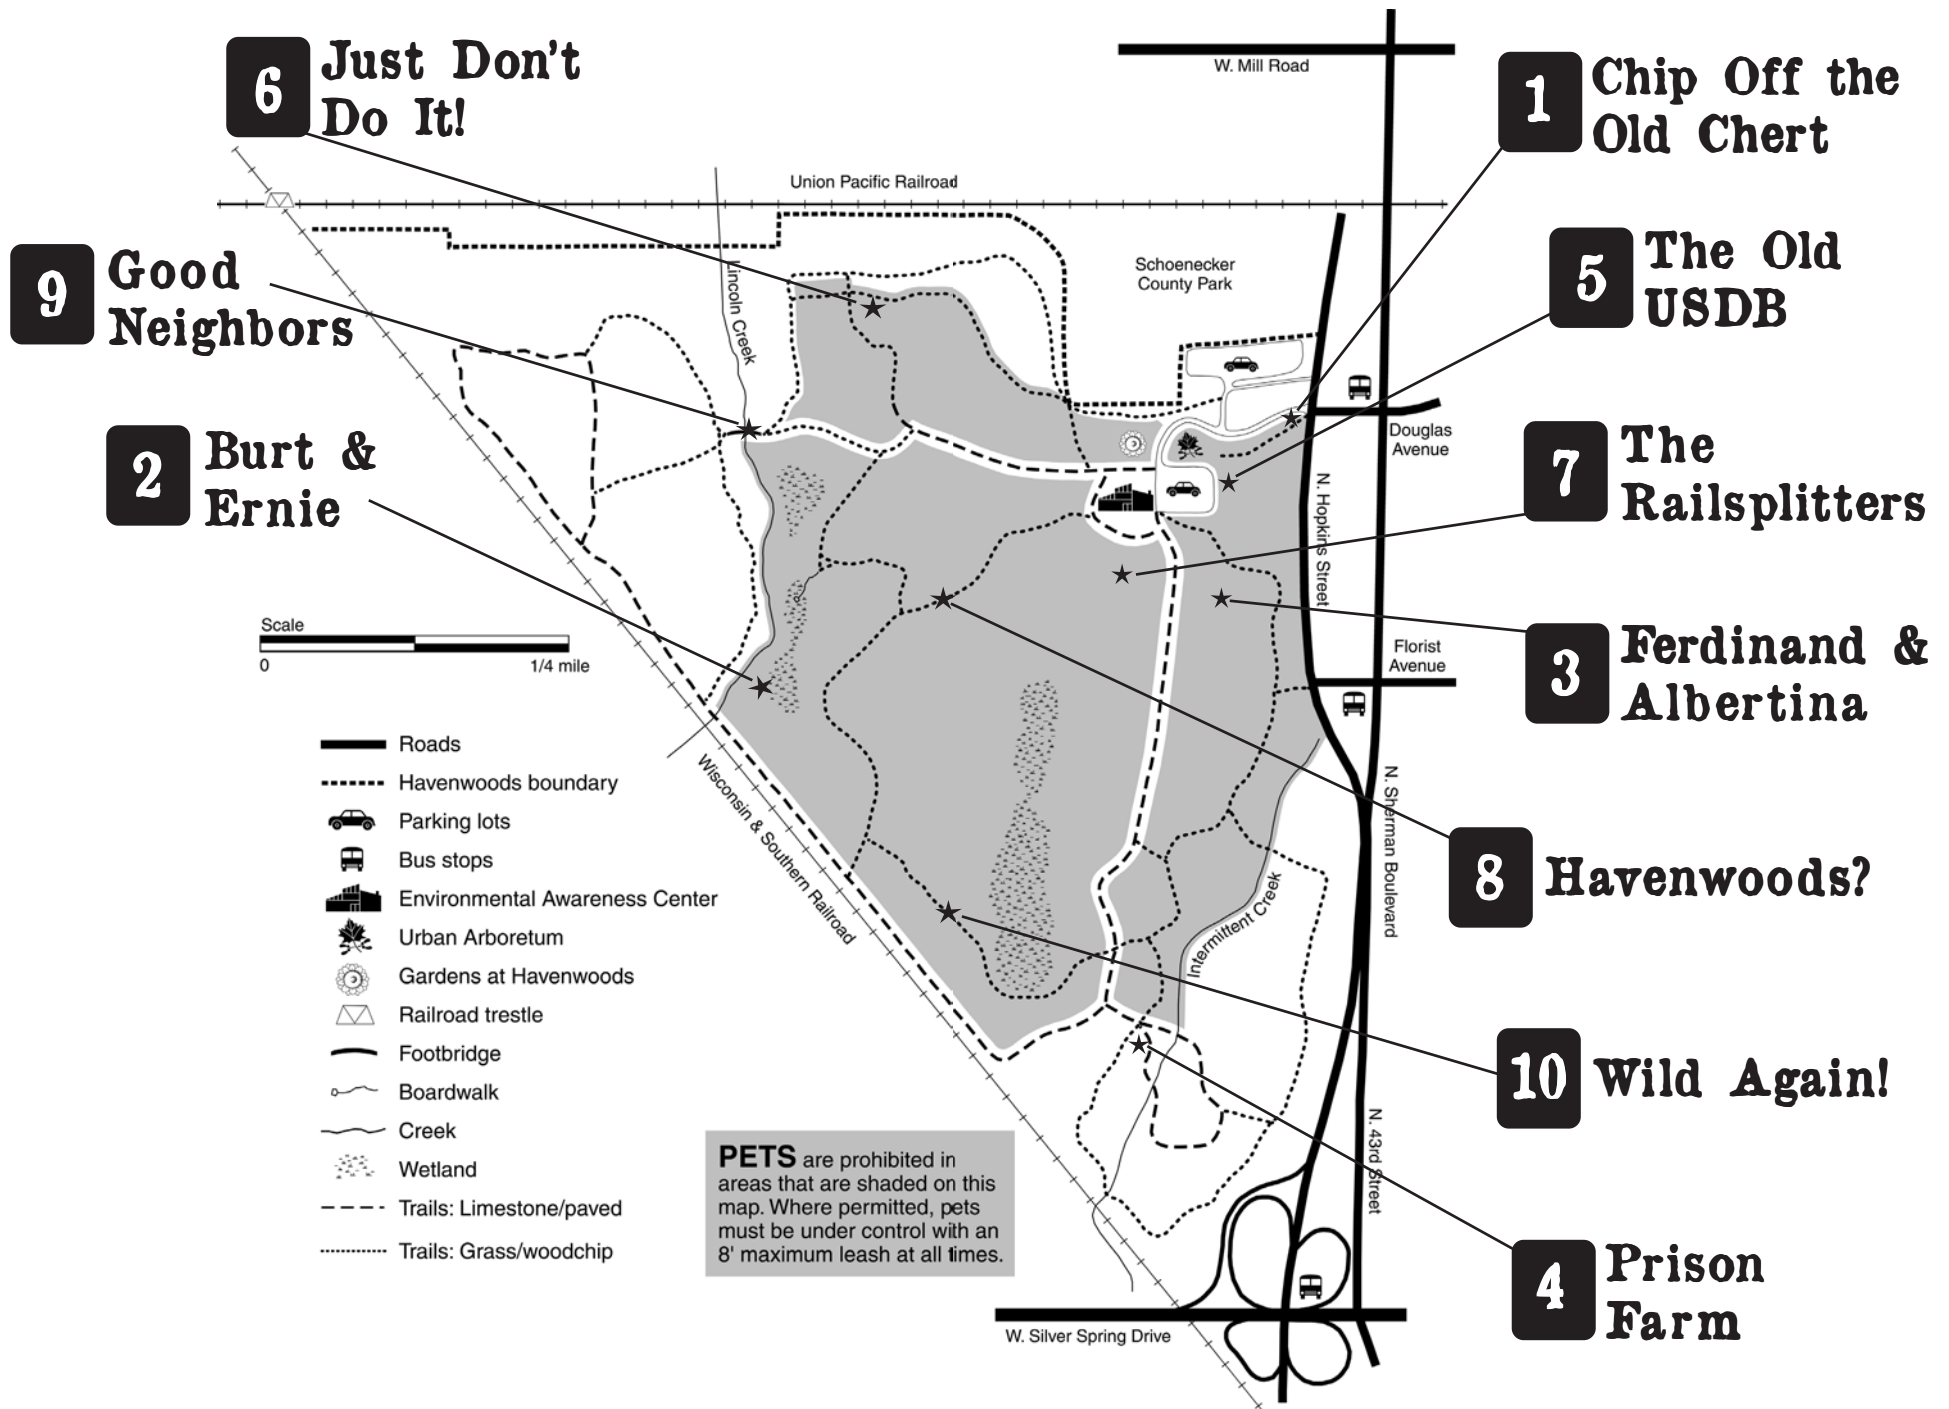 6
Just Don't
Do It!
W. Mill Road
1
Chip Off the
Old Chert
Union Pacific Railroad
9
Good
Neighbors
Lincoln Creek
Schoenecker
County Park
5
The Old
USDB
2
Burt &
Ernie
Douglas
Avenue
7
The
Railsplitters
N. Hopkins Street
Scale
0
1/4 mile
Florist
Avenue
3
Ferdinand &
Albertina
Roads
Havenwoods boundary
Parking lots
Bus stops
Environmental Awareness Center
Urban Arboretum
Gardens at Havenwoods
Railroad trestle
Footbridge
Boardwalk
Creek
Wetland
Trails: Limestone/paved
Trails: Grass/woodchip
Wisconsin & Southern Railroad
N. Sherman Boulevard
8
Havenwoods?
Intermittent Creek
10
Wild Again!
N. 43rd Street
PETS are prohibited in
areas that are shaded on this
map. Where permitted, pets
must be under control with an
8' maximum leash at all times.
4
Prison
Farm
W. Silver Spring Drive